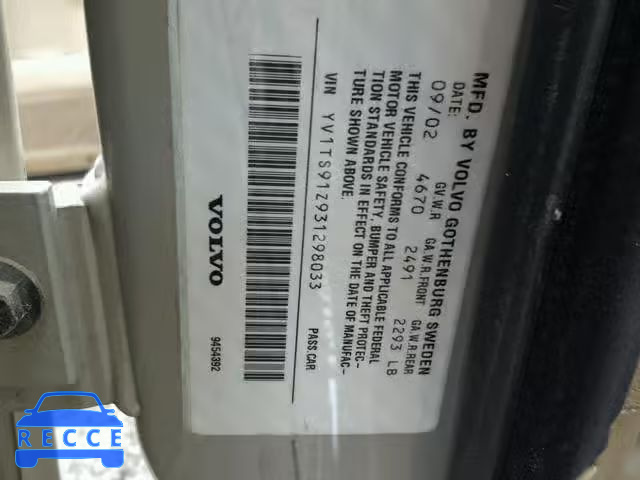 MFD. BY VOLVO GOTHENBURG SWEDEN
DATE: GV.W.R GA.W.R.FRONT GA.W.R.REAR
09/02 4670 2491 2293 LB
THIS VEHICLE CONFORMS TO ALL APPLICABLE FEDERAL
MOTOR VEHICLE SAFETY, BUMPER AND THEFT PROTEC-
TION STANDARDS IN EFFECT ON THE DATE OF MANUFAC-
TURE SHOWN ABOVE.
VIN YV1TS91Z931298033 PASS.CAR
VOLVO 9454392
RECCE